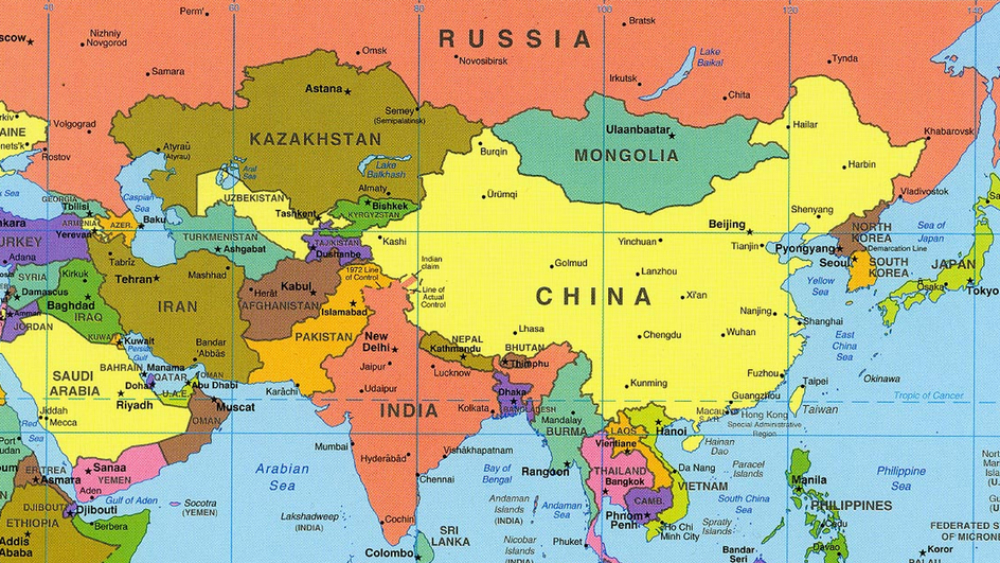 40
60
80
100
120
140
Perm'
Bratsk
RUSSIA
Nizhniy
Novgorod
Omsk
Novosibirsk
Lake
Baikal
Tynda
Samara
Irkutsk
Chita
Astana
Semey
(Semipalatinsk)
Volgograd
Ulaanbaatar
Hailar
Khabarovsk
KAZAKHSTAN
Rostov
Atyraū
(Atyrau)
Burqin
MONGOLIA
Harbin
Aral
Sea
Lake
Balkhash
Almaty
Ürümqi
Vladivostok
Caspian
Sea
UZBEKISTAN
Bishkek
KYRGYZSTAN
Shenyang
GEORGIA
Tbilisi
Tashkent
Beijing
ARMENIA
AZER.
Baku
Yerevan
TURKMENISTAN
Ashgabat
TAJIKISTAN
Dushanbe
Kashi
Yinchuan
Tianjin
Pyongyang
NORTH
KOREA
Demarcation Line
Sea of
Japan
Adana
Tabrīz
Seoul
SOUTH
KOREA
JAPAN
SYRIA
Kirkuk
Tehran
Mashhad
Kabul
1972 Line
of Control
Indian
claim
Golmud
Lanzhou
Yellow
Sea
Ōsaka
Tokyo
Damascus
Baghdad
IRAQ
IRAN
Herāt
AFGHANISTAN
Islamabad
Line of
Actual
Control
CHINA
Xi'an
Nanjing
Amman
JORDAN
PAKISTAN
Lhasa
Chengdu
Wuhan
Shanghai
East
China
Sea
KUWAIT
Kuwait
Persian
Gulf
Bandar
'Abbās
New
Delhi
NEPAL
Kathmandu
BHUTAN
Thimphu
BAHRAIN
Manama
QATAR
Doha
OMAN
Abu Dhabi
U.A.E.
Jaipur
Lucknow
Fuzhou
SAUDI
ARABIA
Riyadh
Karāchi
Udaipur
Dhaka
BANGLADESH
Kunming
Taipei
Okinawa
Guangzhou
Tropic of Cancer
Jiddah
Mecca
Muscat
OMAN
INDIA
Kolkata
Mandalay
BURMA
Macau
S.A.R.
Hong Kong
Special Administrative
Region
Taiwan
Red
Sea
Mumbai
Vishākhapatnam
LAOS
Hanoi
Vientiane
Hainan
Dao
Hyderābād
Arabian
Sea
Bay of
Bengal
Rangoon
THAILAND
Bangkok
Da Nang
Paracel
Islands
Philippine
Sea
ERITREA
Asmara
Sanaa
YEMEN
Aden
Gulf of Aden
Socotra
(YEMEN)
Chennai
Andaman
Islands
(INDIA)
Andaman
Sea
CAMB.
VIETNAM
South China
Sea
Manila
PHILIPPINES
DJIBOUTI
Djibouti
ETHIOPIA
Berbera
Lakshadweep
(INDIA)
Cochin
SRI
LANKA
Colombo
Phnom
Penh
Ho Chi
Minh City
Spratly
Islands
Cebu
FEDERATED S
OF MICRONE
Addis
Ababa
Nicobar
Islands
(INDIA)
Phuket
Bandar
Seri
Davao
Koror